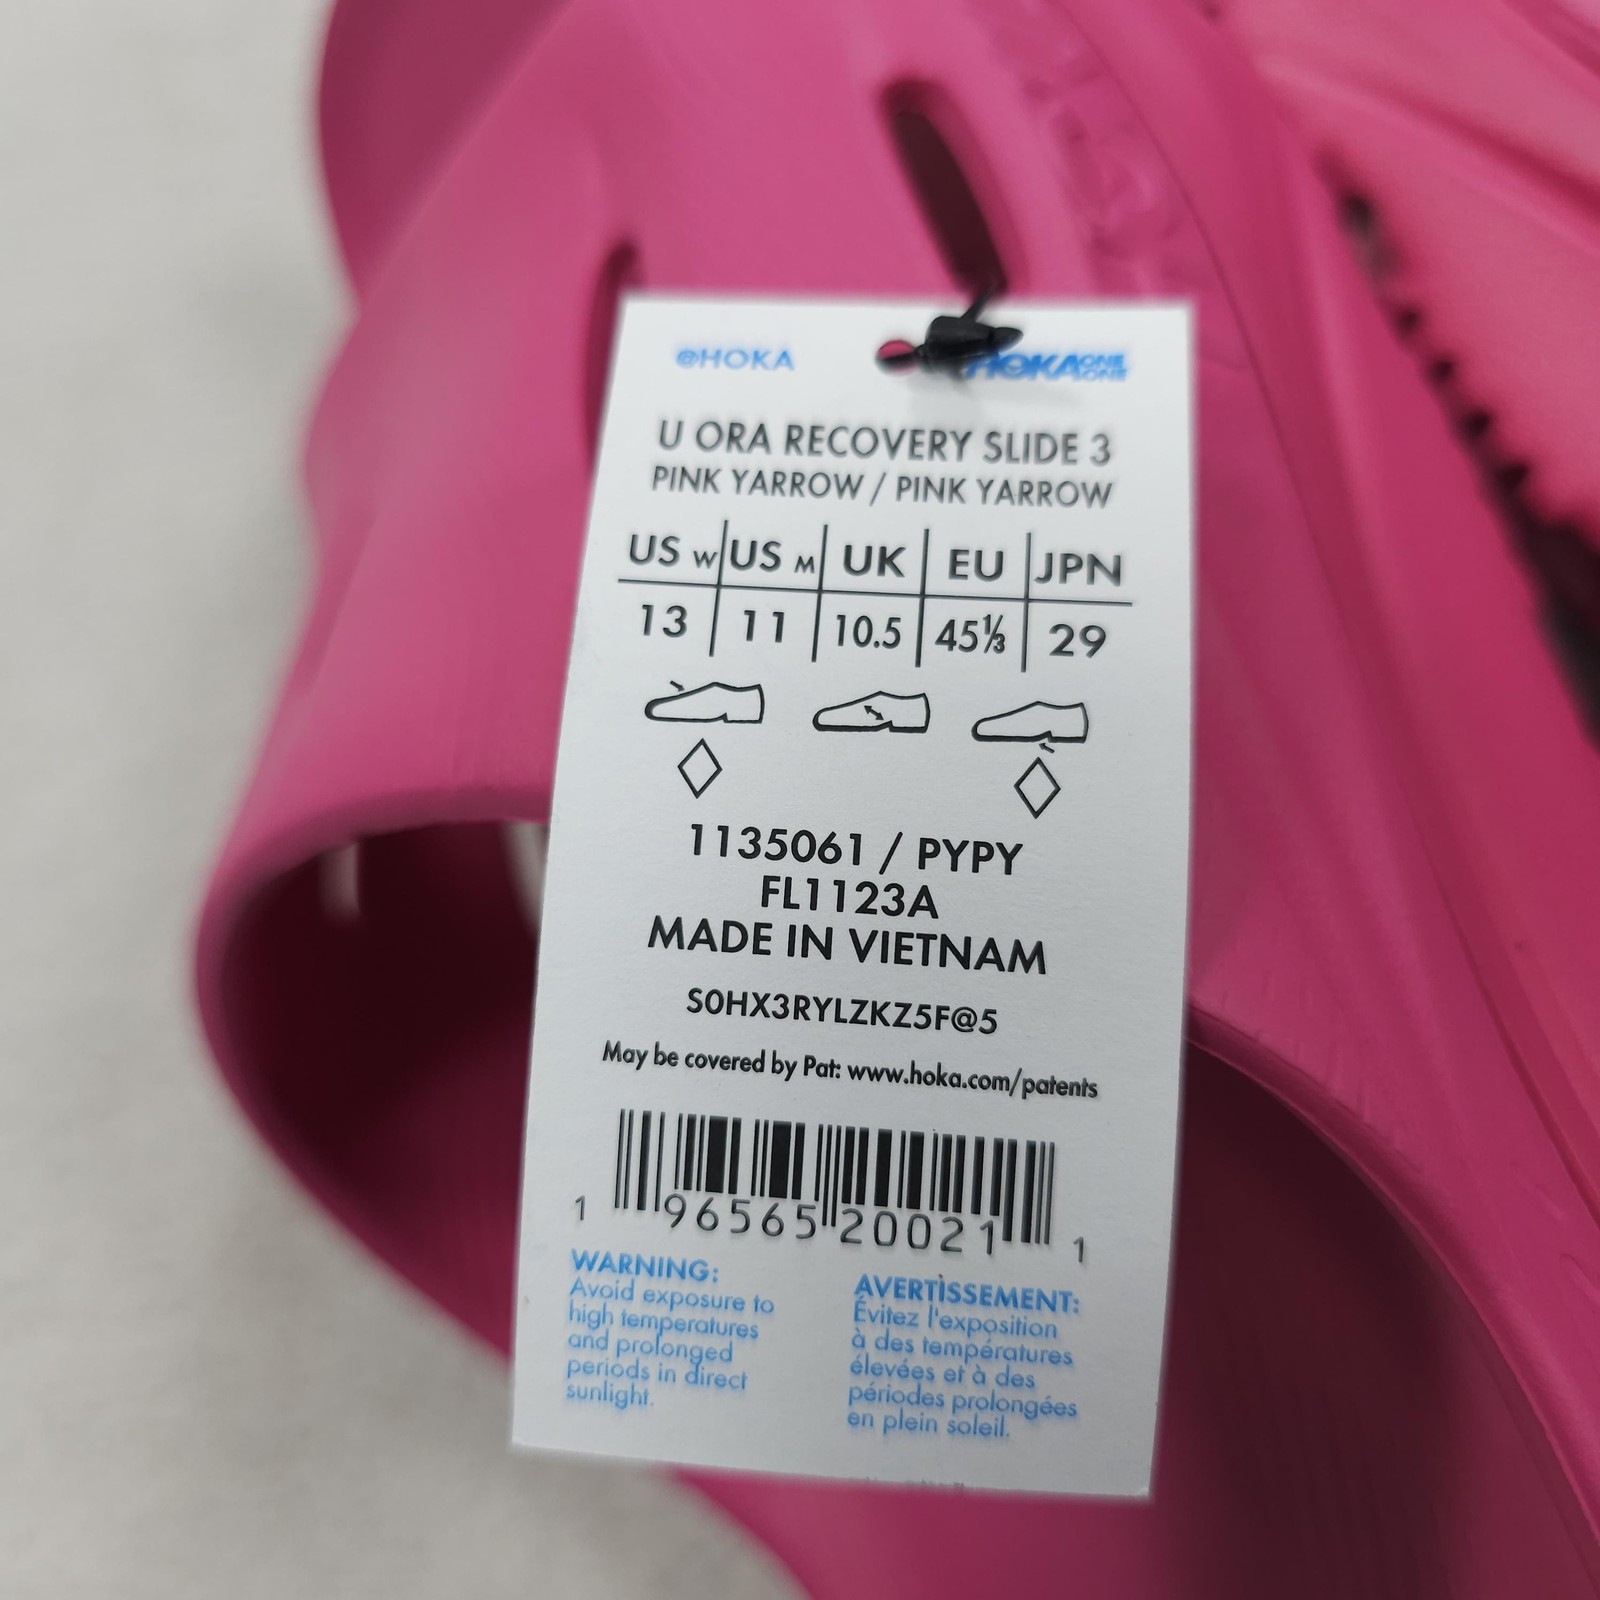 @HOKA HOKA ONE ONE
U ORA RECOVERY SLIDE 3
PINK YARROW / PINK YARROW
US W US M UK EU JPN
13 11 10.5 45⅓ 29
1135061 / PYPY
FL1123A
MADE IN VIETNAM
S0HX3RYLZKZ5F@5
May be covered by Pat: www.hoka.com/patents
1 96565 20021 1
WARNING:
Avoid exposure to
high temperatures
and prolonged
periods in direct
sunlight.
AVERTISSEMENT:
Évitez l'exposition
à des températures
élevées et à des
périodes prolongées
en plein soleil.